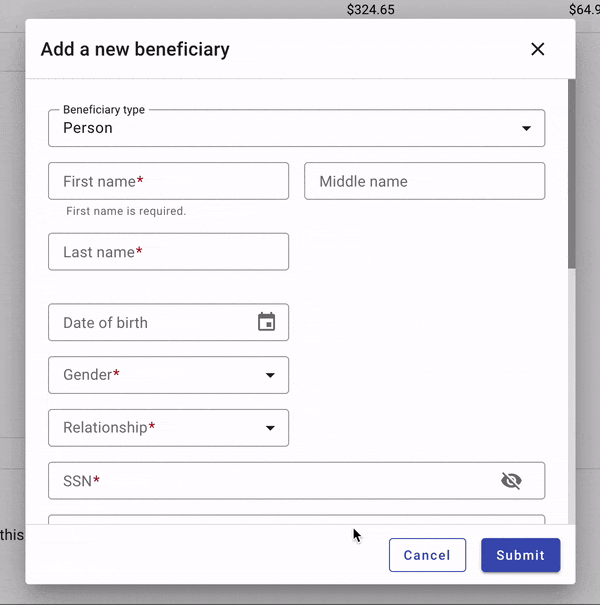 $324.65 $64.9
Add a new beneficiary
Beneficiary type
Person
First name*
Middle name
First name is required.
Last name*
Date of birth
Gender*
Relationship*
SSN*
this
Cancel
Submit